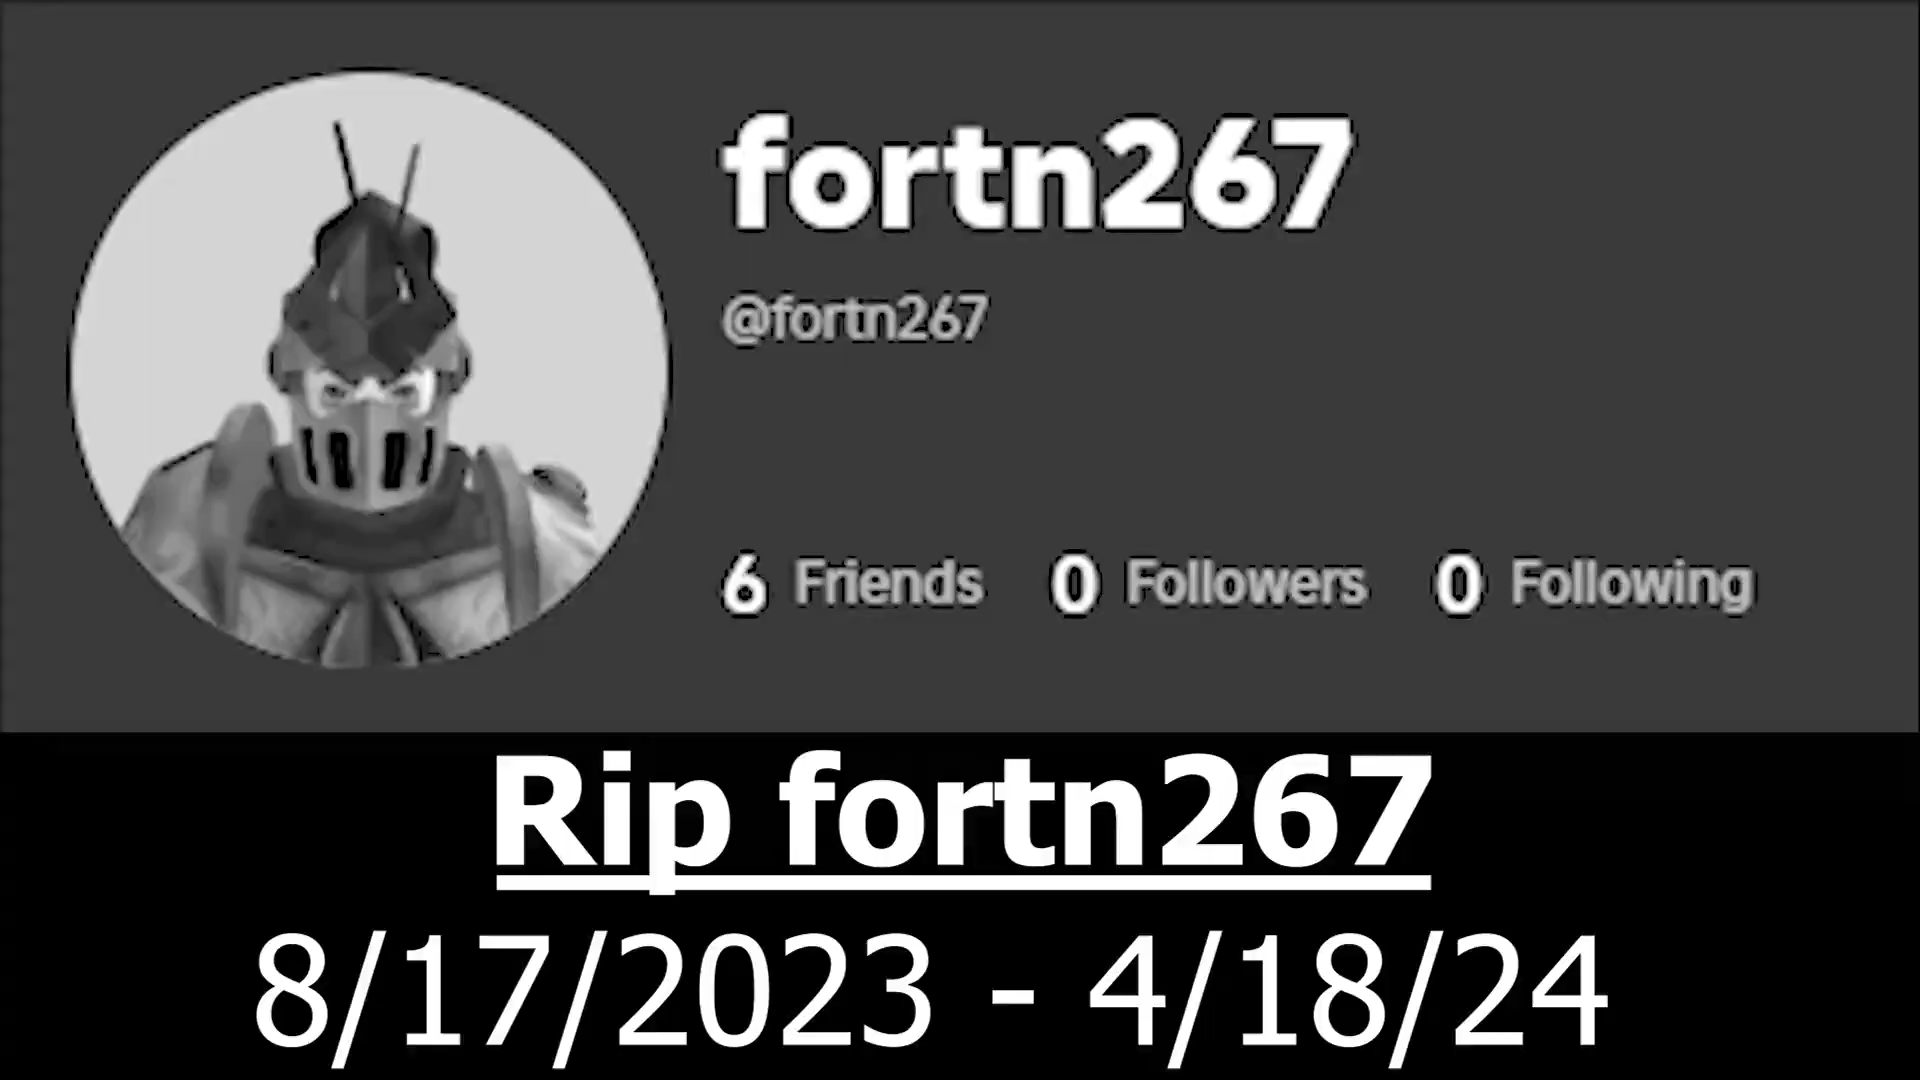 fortn267
@fortn267
6 Friends 0 Followers 0 Following
Rip fortn267
8/17/2023 - 4/18/24